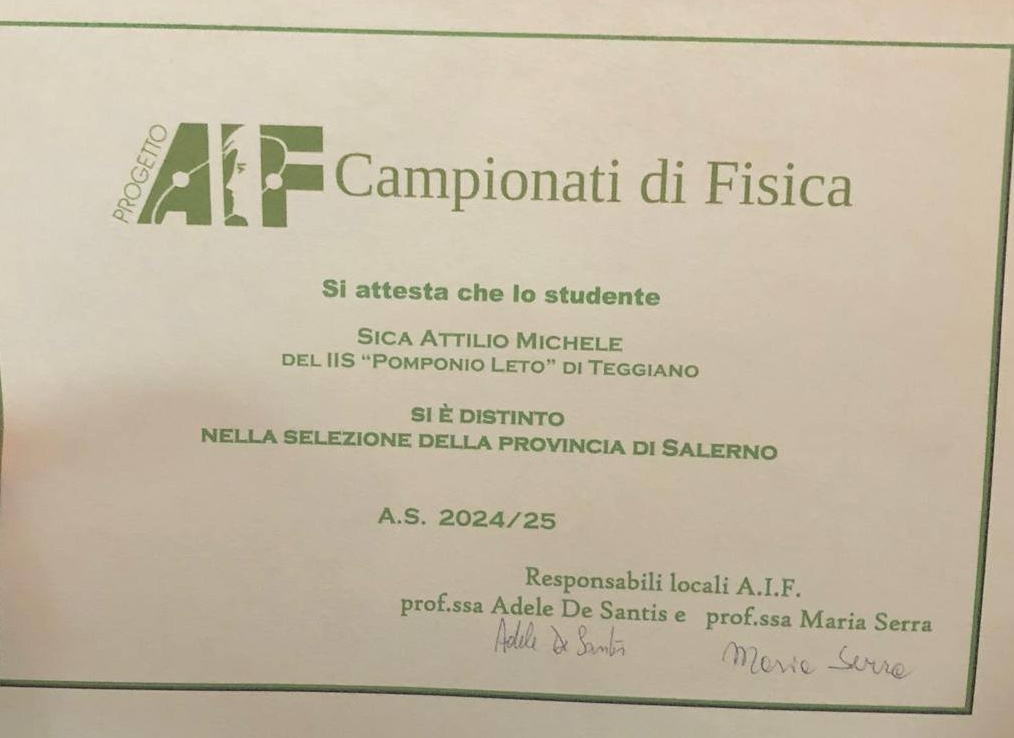 PROGETTO
AIF Campionati di Fisica
Si attesta che lo studente
SICA ATTILIO MICHELE
DEL IIS “POMPONIO LETO” DI TEGGIANO
SI È DISTINTO
NELLA SELEZIONE DELLA PROVINCIA DI SALERNO
A.S. 2024/25
Responsabili locali A.I.F.
prof.ssa Adele De Santis e prof.ssa Maria Serra
Adele De Santis Maria Serra